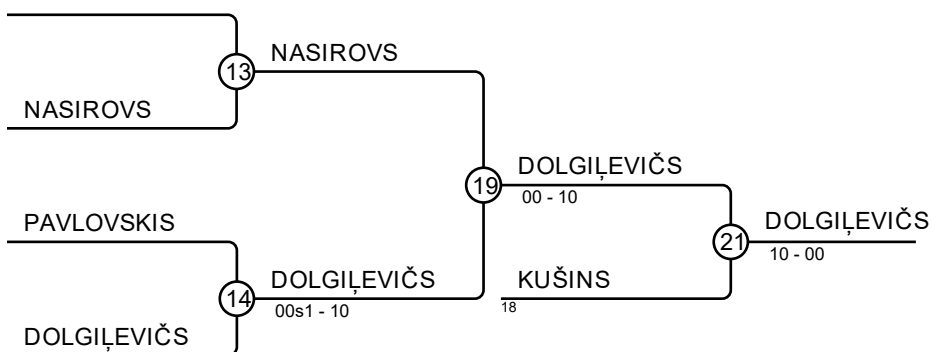 NASIROVS
13
NASIROVS
DOLGIĻEVIČS
19
00 - 10
PAVLOVSKIS
DOLGIĻEVIČS
21
10 - 00
DOLGIĻEVIČS
KUŠINS
14
00s1 - 10
18
DOLGIĻEVIČS